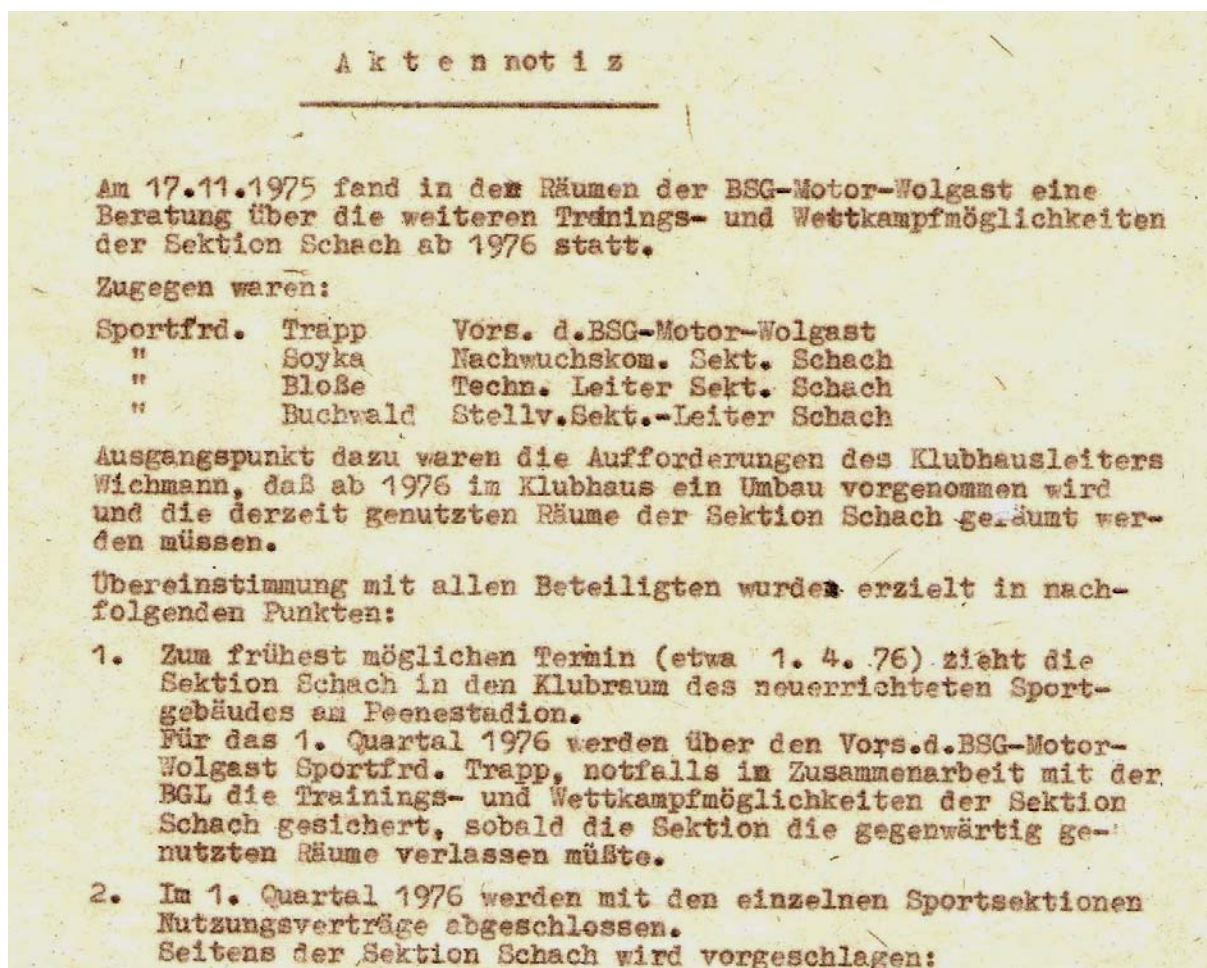 A k t e n not i z
Am 17.11.1975 fand in den Räumen der BSG-Motor-Wolgast eine
Beratung über die weiteren Trainings- und Wettkampfmöglichkeiten
der Sektion Schach ab 1976 statt.
Zugegen waren:
Sportfrd. Trapp Vors. d.BSG-Motor-Wolgast
" Soyka Nachwuchskom. Sekt. Schach
" Bloße Techn. Leiter Sekt. Schach
" Buchwald Stellv.Sekt.-Leiter Schach
Ausgangspunkt dazu waren die Aufforderungen des Klubhausleiters
Wichmann, daß ab 1976 im Klubhaus ein Umbau vorgenommen wird
und die derzeit genutzten Räume der Sektion Schach geräumt wer-
den müssen.
Übereinstimmung mit allen Beteiligten wurde erzielt in nach-
folgenden Punkten:
1. Zum frühest möglichen Termin (etwa 1. 4. 76) zieht die
Sektion Schach in den Klubraum des neuerrichteten Sport-
gebäudes am Peenestadion.
Für das 1. Quartal 1976 werden über den Vors.d.BSG-Motor-
Wolgast Sportfrd. Trapp, notfalls in Zusammenarbeit mit der
BGL die Trainings- und Wettkampfmöglichkeiten der Sektion
Schach gesichert, sobald die Sektion die gegenwärtig ge-
nutzten Räume verlassen müßte.
2. Im 1. Quartal 1976 werden mit den einzelnen Sportsektionen
Nutzungsverträge abgeschlossen.
Seitens der Sektion Schach wird vorgeschlagen: